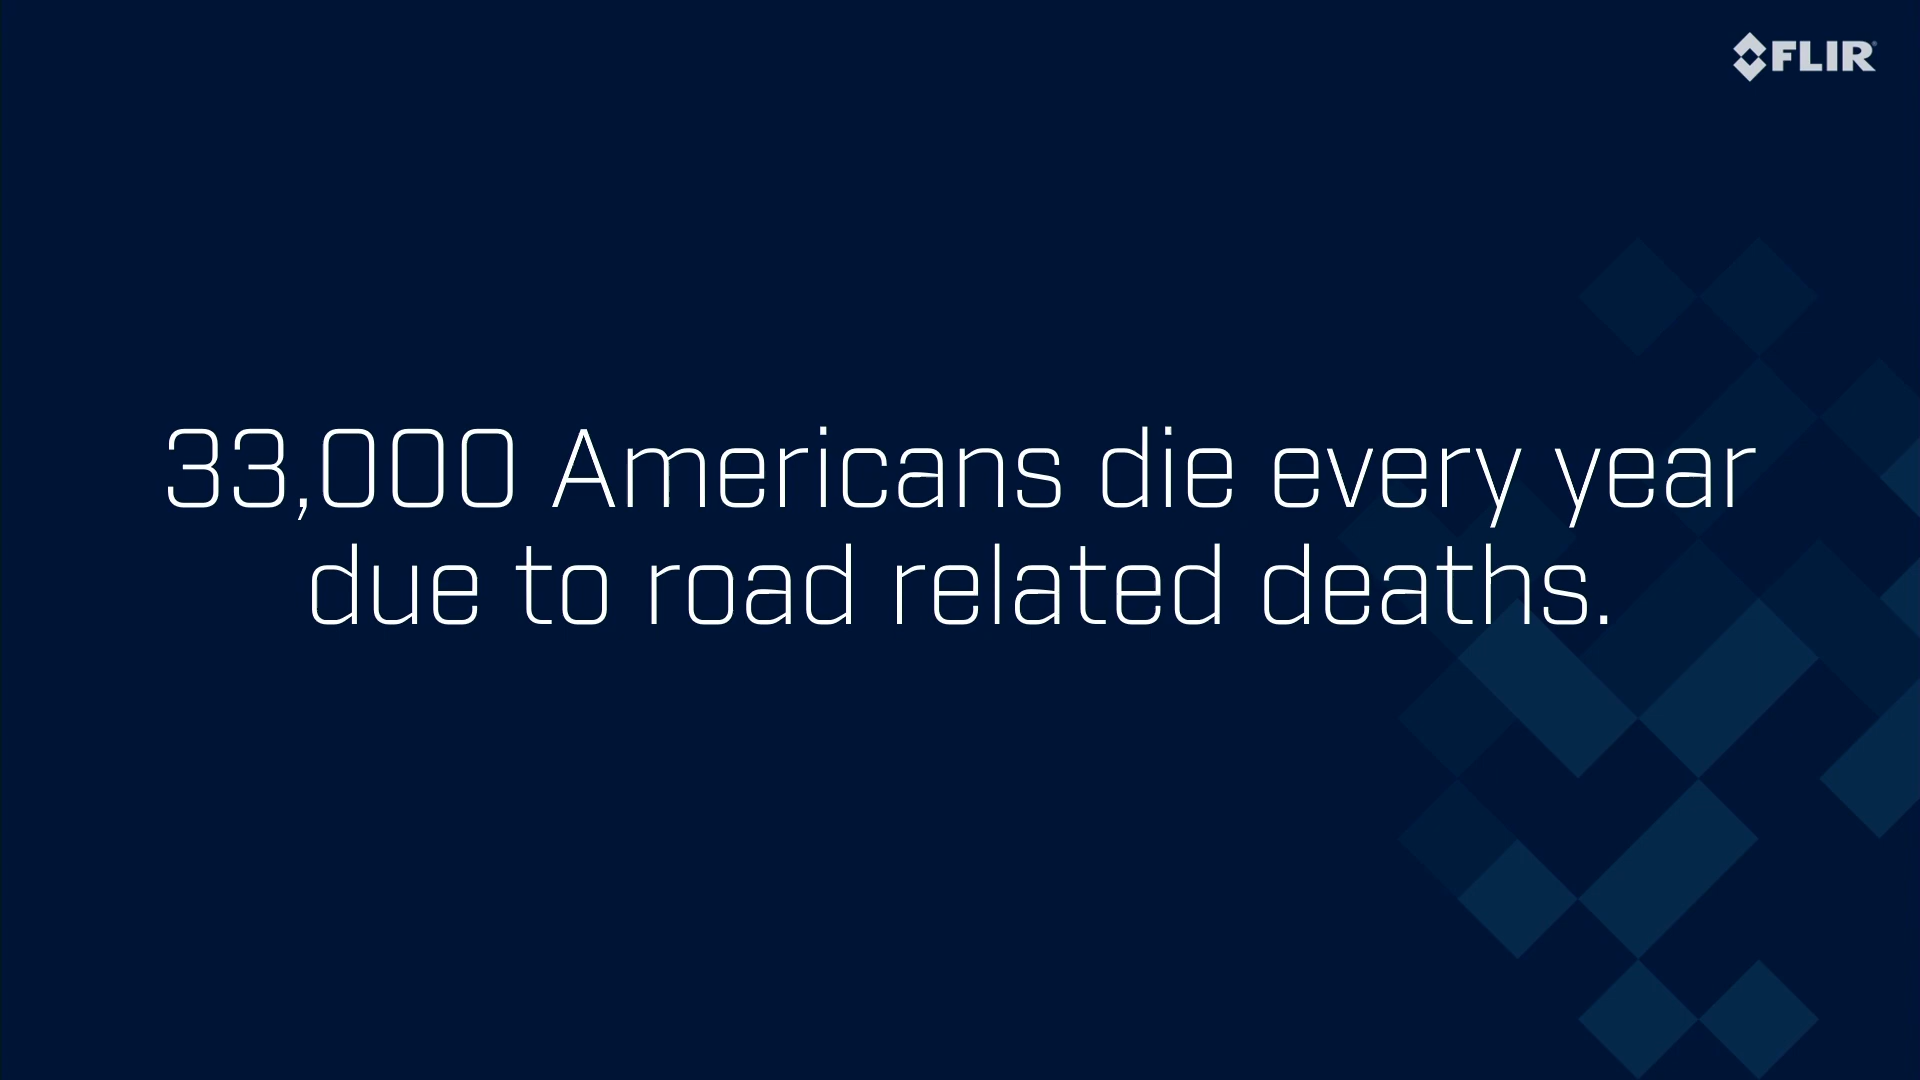 FLIR
33,000 Americans die every year
due to road related deaths.